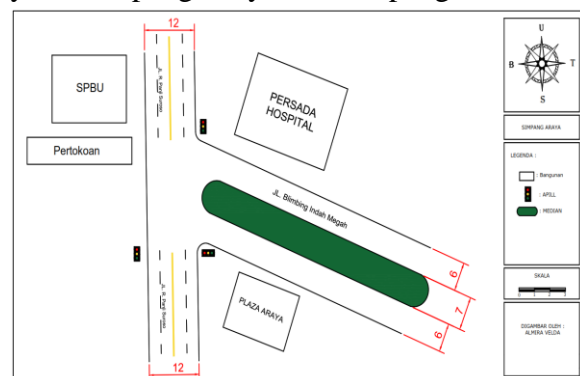 12
SPBU
Pertokoan
PERSADA
HOSPITAL
JL. Blimbing Indah Megah
PLAZA ARAYA
6
7
6
12
U
B
T
S
SIMPANG ARAYA
LEGENDA :
: Bangunan
: APILL
: MEDIAN
SKALA
DIGAMBAR OLEH :
ALMIRA VELDA